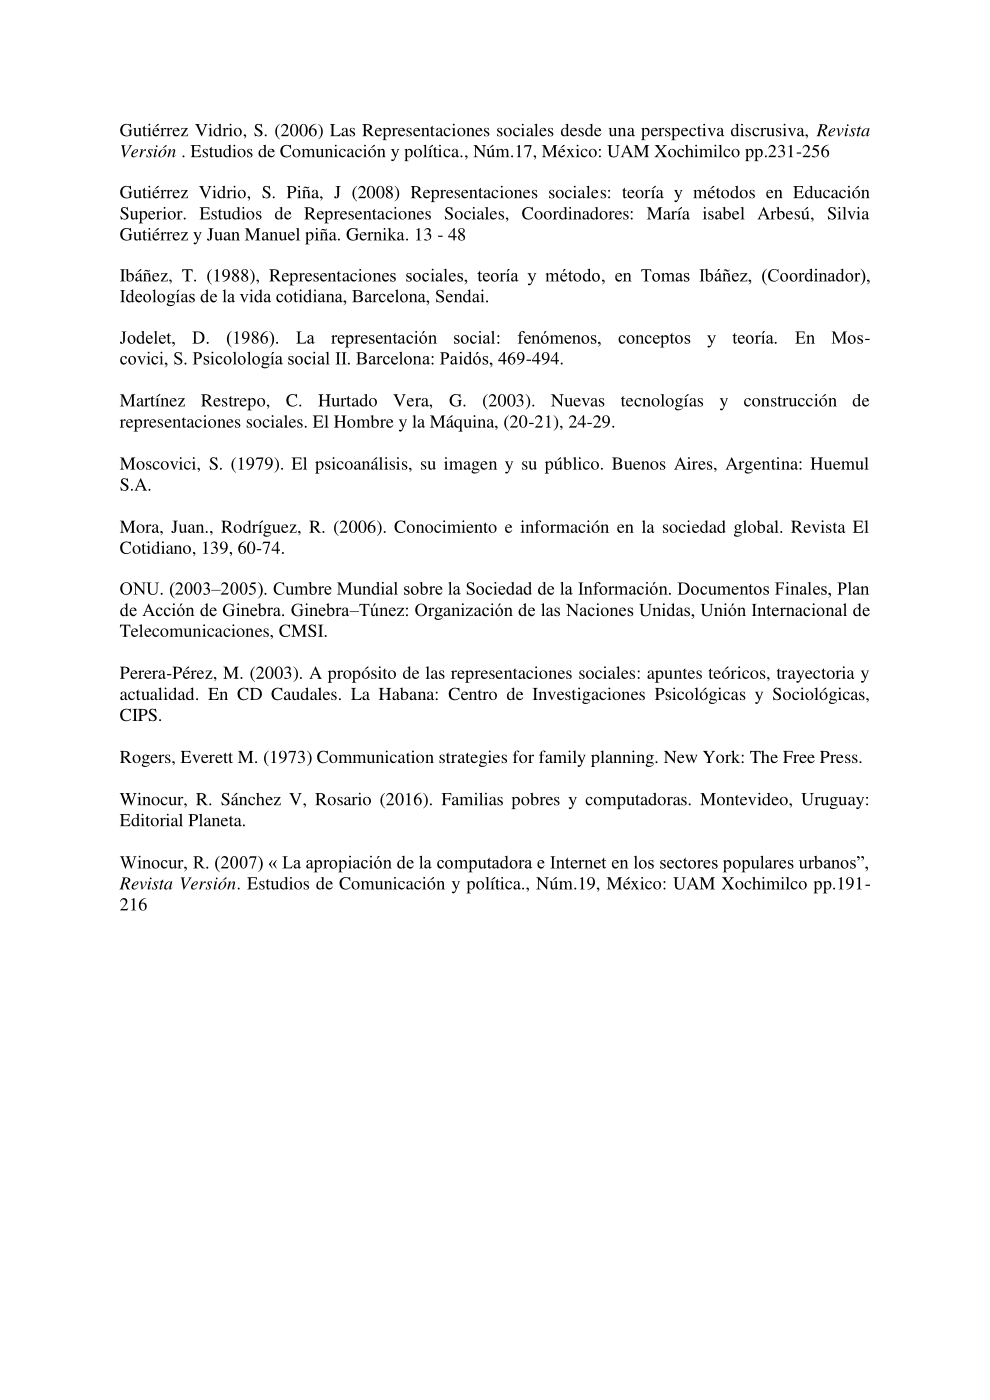 Gutiérrez Vidrio, S. (2006) Las Representaciones sociales desde una perspectiva discrusiva, Revista
Versión . Estudios de Comunicación y política., Núm.17, México: UAM Xochimilco pp.231-256
Gutiérrez Vidrio, S. Piña, J (2008) Representaciones sociales: teoría y métodos en Educación
Superior. Estudios de Representaciones Sociales, Coordinadores: María isabel Arbesú, Silvia
Gutiérrez y Juan Manuel piña. Gernika. 13 - 48
Ibáñez, T. (1988), Representaciones sociales, teoría y método, en Tomas Ibáñez, (Coordinador),
Ideologías de la vida cotidiana, Barcelona, Sendai.
Jodelet, D. (1986). La representación social: fenómenos, conceptos y teoría. En Mos-
covici, S. Psicolología social II. Barcelona: Paidós, 469-494.
Martínez Restrepo, C. Hurtado Vera, G. (2003). Nuevas tecnologías y construcción de
representaciones sociales. El Hombre y la Máquina, (20-21), 24-29.
Moscovici, S. (1979). El psicoanálisis, su imagen y su público. Buenos Aires, Argentina: Huemul
S.A.
Mora, Juan., Rodríguez, R. (2006). Conocimiento e información en la sociedad global. Revista El
Cotidiano, 139, 60-74.
ONU. (2003–2005). Cumbre Mundial sobre la Sociedad de la Información. Documentos Finales, Plan
de Acción de Ginebra. Ginebra–Túnez: Organización de las Naciones Unidas, Unión Internacional de
Telecomunicaciones, CMSI.
Perera-Pérez, M. (2003). A propósito de las representaciones sociales: apuntes teóricos, trayectoria y
actualidad. En CD Caudales. La Habana: Centro de Investigaciones Psicológicas y Sociológicas,
CIPS.
Rogers, Everett M. (1973) Communication strategies for family planning. New York: The Free Press.
Winocur, R. Sánchez V, Rosario (2016). Familias pobres y computadoras. Montevideo, Uruguay:
Editorial Planeta.
Winocur, R. (2007) « La apropiación de la computadora e Internet en los sectores populares urbanos”,
Revista Versión. Estudios de Comunicación y política., Núm.19, México: UAM Xochimilco pp.191-
216